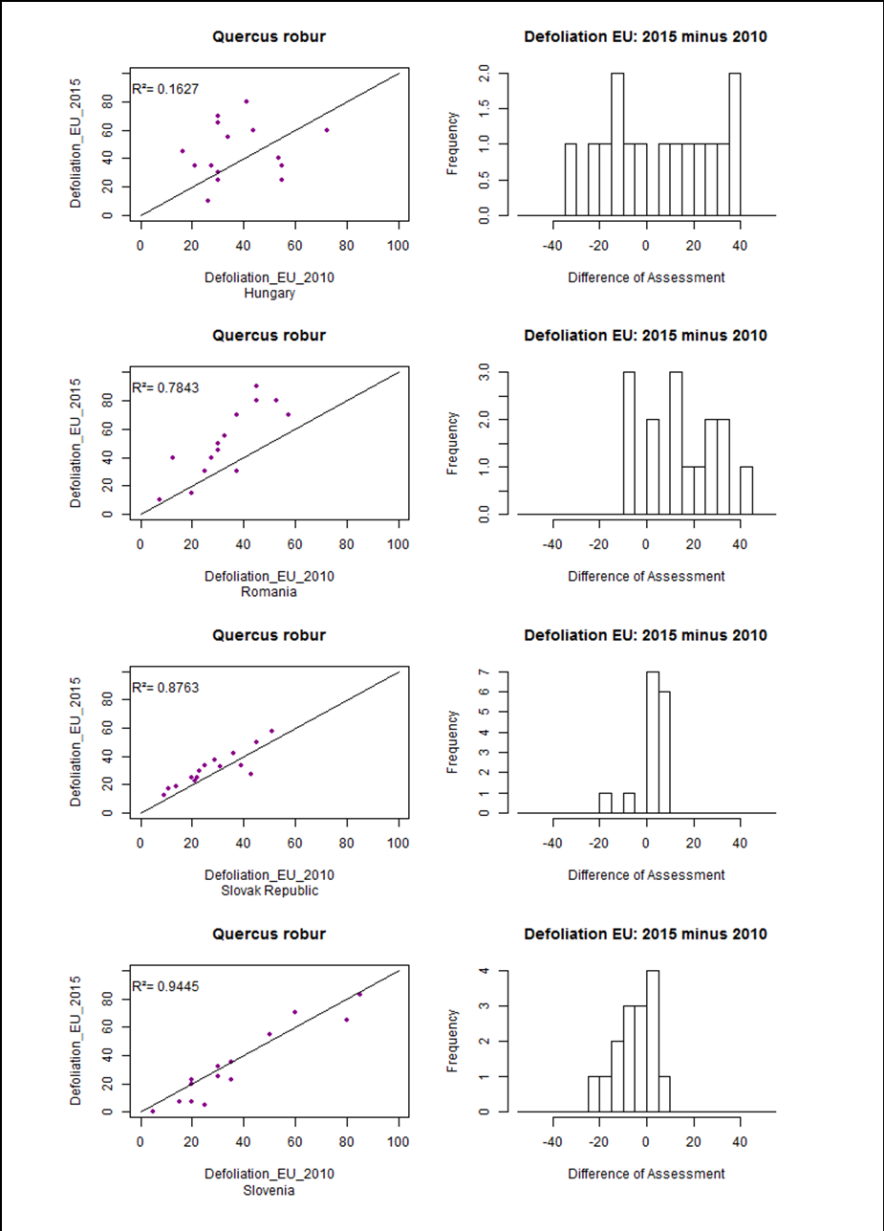 Quercus robur
Defoliation EU: 2015 minus 2010
R²= 0.1627
Defoliation_EU_2015
0 20 40 60 80
0 20 40 60 80 100
Defoliation_EU_2010
Hungary
Frequency
0.0 0.5 1.0 1.5 2.0
-40 -20 0 20 40
Difference of Assessment
Quercus robur
Defoliation EU: 2015 minus 2010
R²= 0.7843
Defoliation_EU_2015
0 20 40 60 80
0 20 40 60 80 100
Defoliation_EU_2010
Romania
Frequency
0.0 1.0 2.0 3.0
-40 -20 0 20 40
Difference of Assessment
Quercus robur
Defoliation EU: 2015 minus 2010
R²= 0.8763
Defoliation_EU_2015
0 20 40 60 80
0 20 40 60 80 100
Defoliation_EU_2010
Slovak Republic
Frequency
0 1 2 3 4 5 6 7
-40 -20 0 20 40
Difference of Assessment
Quercus robur
Defoliation EU: 2015 minus 2010
R²= 0.9445
Defoliation_EU_2015
0 20 40 60 80
0 20 40 60 80 100
Defoliation_EU_2010
Slovenia
Frequency
0 1 2 3 4
-40 -20 0 20 40
Difference of Assessment